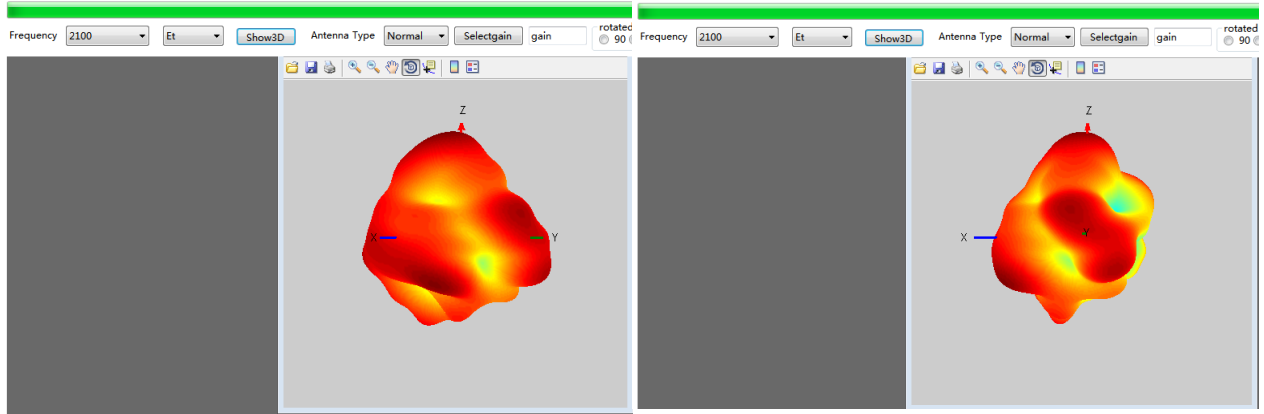 rotated
Frequency 2100 Et Show3D Antenna Type Normal Selectgain gain 90
Z
X Y
rotated
Frequency 2100 Et Show3D Antenna Type Normal Selectgain gain 90
Z
X Y